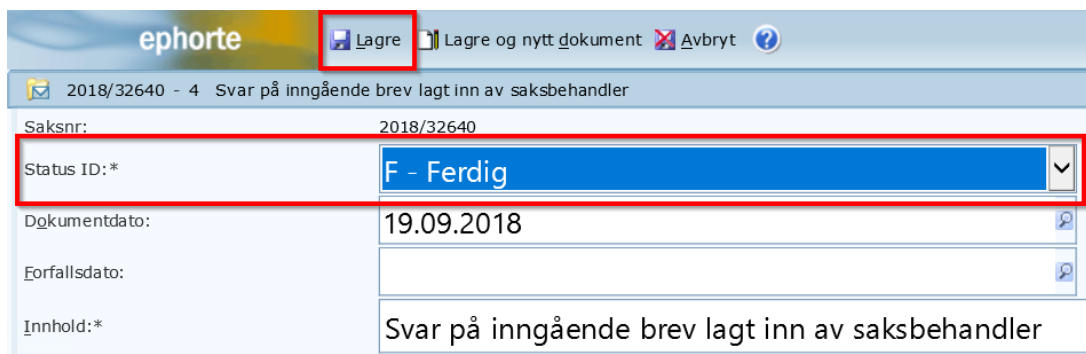 ephorte Lagre Lagre og nytt dokument Avbryt ?
2018/32640 - 4 Svar på inngående brev lagt inn av saksbehandler
Saksnr: 2018/32640
Status ID:* F - Ferdig
Dokumentdato: 19.09.2018
Forfallsdato:
Innhold:* Svar på inngående brev lagt inn av saksbehandler